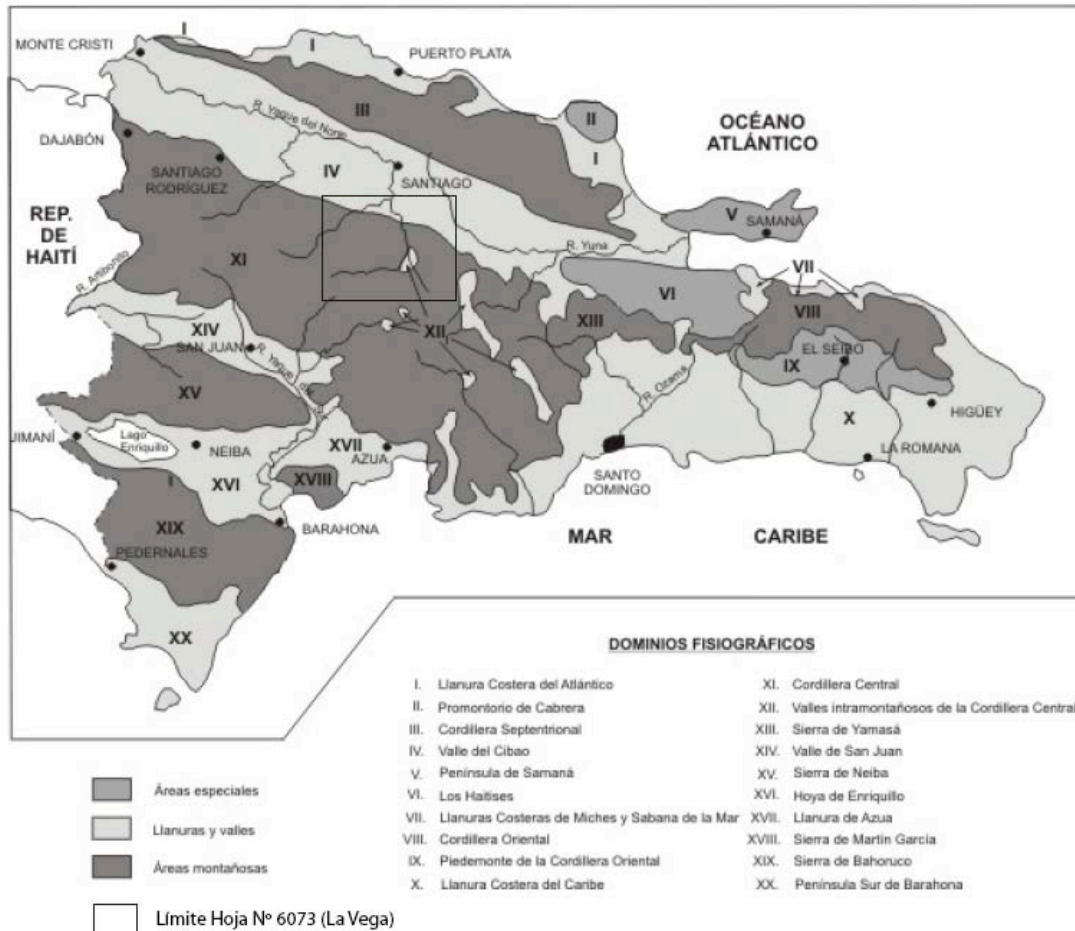 I
MONTE CRISTI
I
PUERTO PLATA
III
R. Yaque del Norte
II
OCÉANO
ATLÁNTICO
DAJABÓN
I
IV
SANTIAGO
SANTIAGO
RODRÍGUEZ
REP.
DE
HAITÍ
V
SAMANÁ
R. Yuna
XI
VII
R. Artibonito
VI
VIII
XII
XIII
XIV
SAN JUAN
EL SEIBO
IX
R. Yaque del
XV
R. Ozama
HIGÜEY
X
JIMANÍ
Lago
Enriquillo
NEIBA
XVII
AZUA
LA ROMANA
SANTO
DOMINGO
XVI
XVIII
I
BARAHONA
MAR
CARIBE
XIX
PEDERNALES
XX
DOMINIOS FISIOGRÁFICOS
I. Llanura Costera del Atlántico
II. Promontorio de Cabrera
III. Cordillera Septentrional
IV. Valle del Cibao
V. Península de Samaná
VI. Los Haitises
VII. Llanuras Costeras de Miches y Sabana de la Mar
VIII. Cordillera Oriental
IX. Piedemonte de la Cordillera Oriental
X. Llanura Costera del Caribe
XI. Cordillera Central
XII. Valles intramontañosos de la Cordillera Central
XIII. Sierra de Yamasá
XIV. Valle de San Juan
XV. Sierra de Neiba
XVI. Hoya de Enriquillo
XVII. Llanura de Azua
XVIII. Sierra de Martín García
XIX. Sierra de Bahoruco
XX. Península Sur de Barahona
Áreas especiales
Llanuras y valles
Áreas montañosas
Límite Hoja Nº 6073 (La Vega)